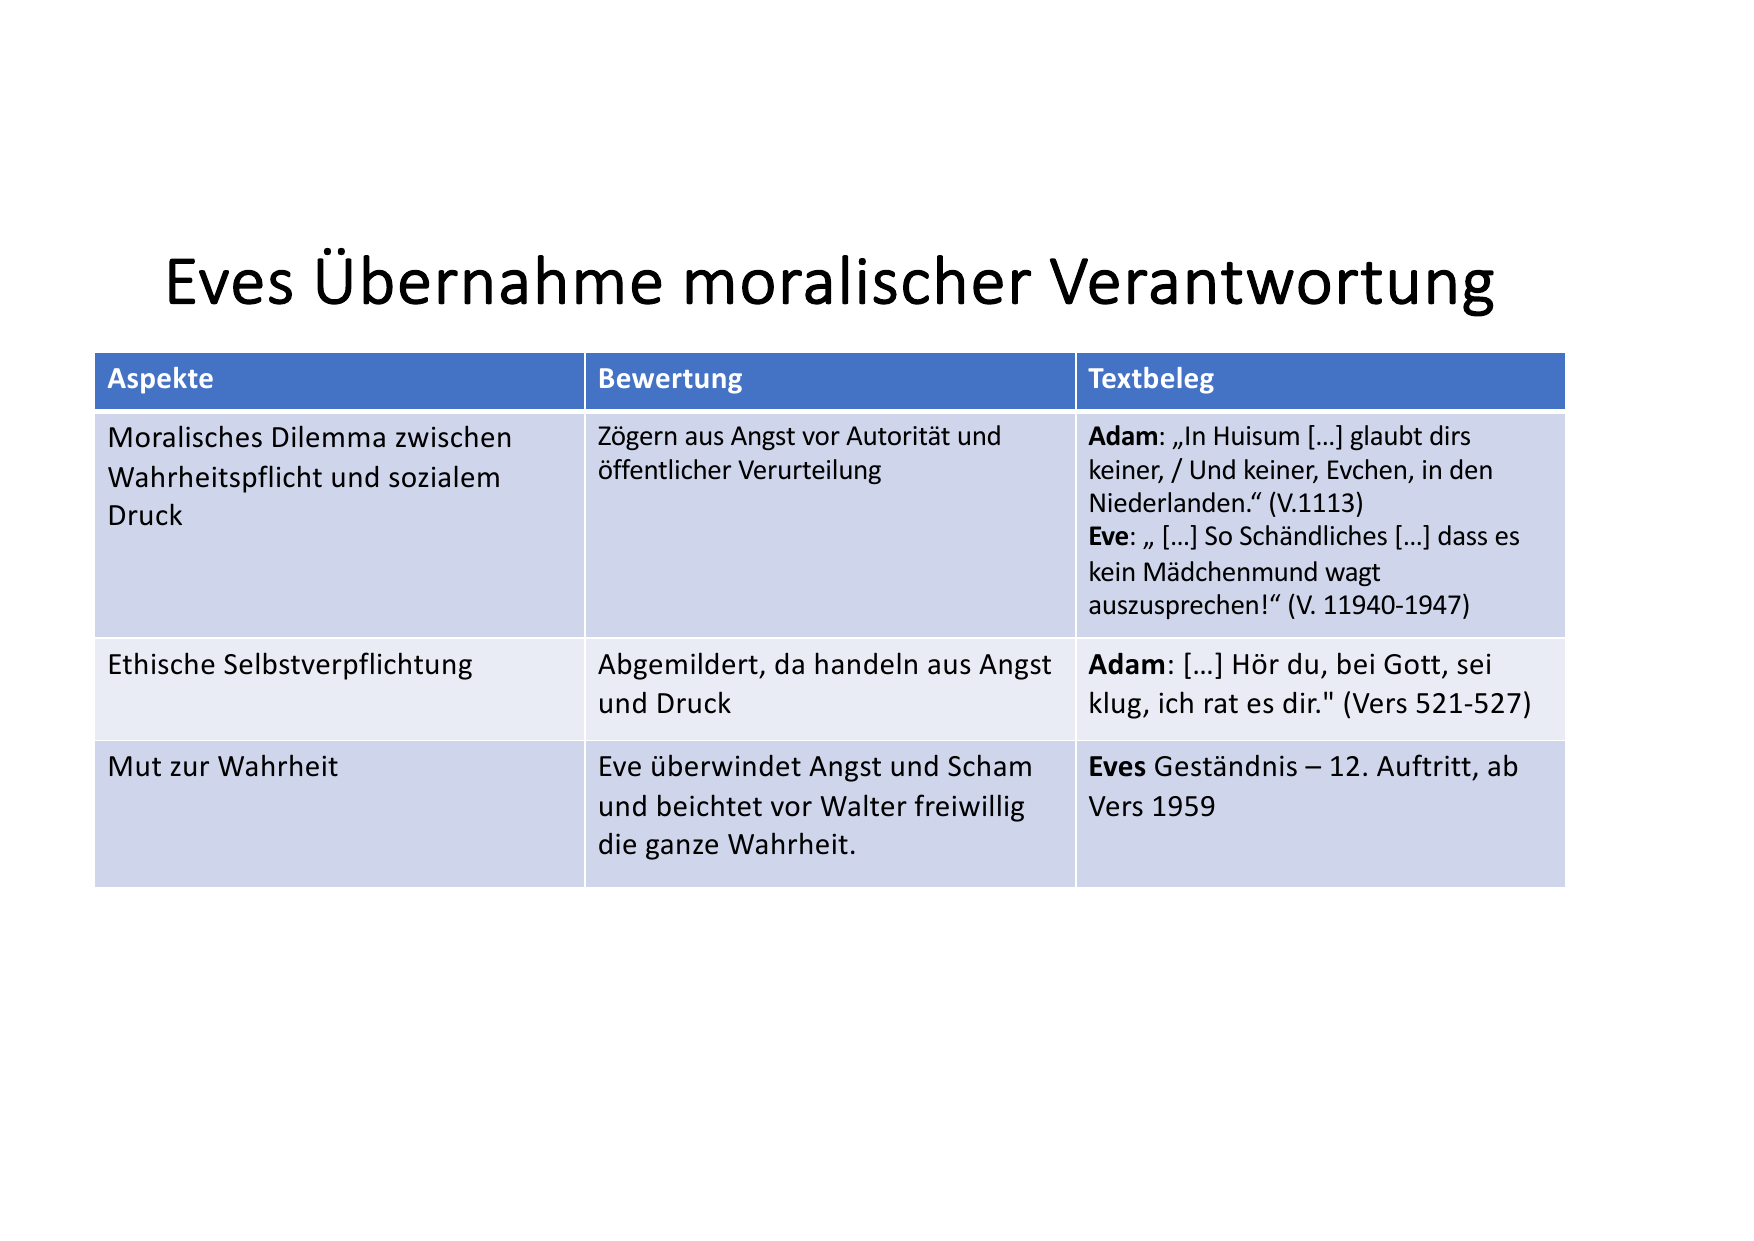 Eves Übernahme moralischer Verantwortung
Aspekte
Bewertung
Textbeleg
Moralisches Dilemma zwischen
Wahrheitspflicht und sozialem
Druck
Zögern aus Angst vor Autorität und
öffentlicher Verurteilung
Adam: „In Huisum […] glaubt dirs
keiner, / Und keiner, Evchen, in den
Niederlanden.“ (V.1113)
Eve: „ […] So Schändliches […] dass es
kein Mädchenmund wagt
auszusprechen!“ (V. 11940-1947)
Ethische Selbstverpflichtung
Abgemildert, da handeln aus Angst
und Druck
Adam: […] Hör du, bei Gott, sei
klug, ich rat es dir." (Vers 521-527)
Mut zur Wahrheit
Eve überwindet Angst und Scham
und beichtet vor Walter freiwillig
die ganze Wahrheit.
Eves Geständnis – 12. Auftritt, ab
Vers 1959